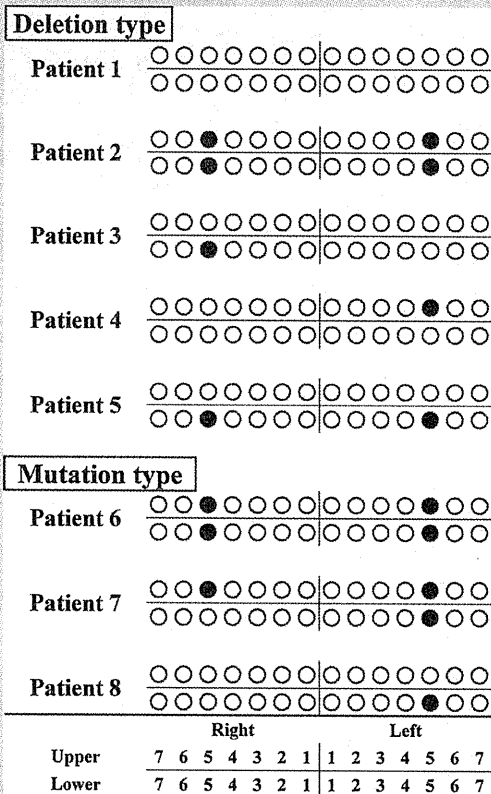 Deletion type
Patient 1
Patient 2
Patient 3
Patient 4
Patient 5
Mutation type
Patient 6
Patient 7
Patient 8
Right Left
Upper 7 6 5 4 3 2 1 1 2 3 4 5 6 7
Lower 7 6 5 4 3 2 1 1 2 3 4 5 6 7